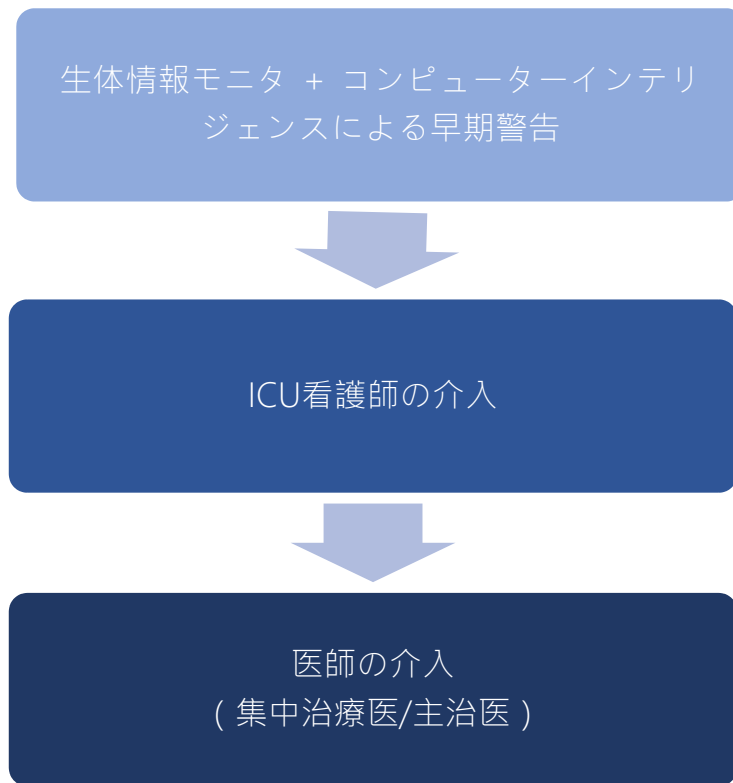 生体情報モニタ + コンピューターインテリ
ジェンスによる早期警告
ICU看護師の介入
医師の介入
( 集中治療医/主治医 )